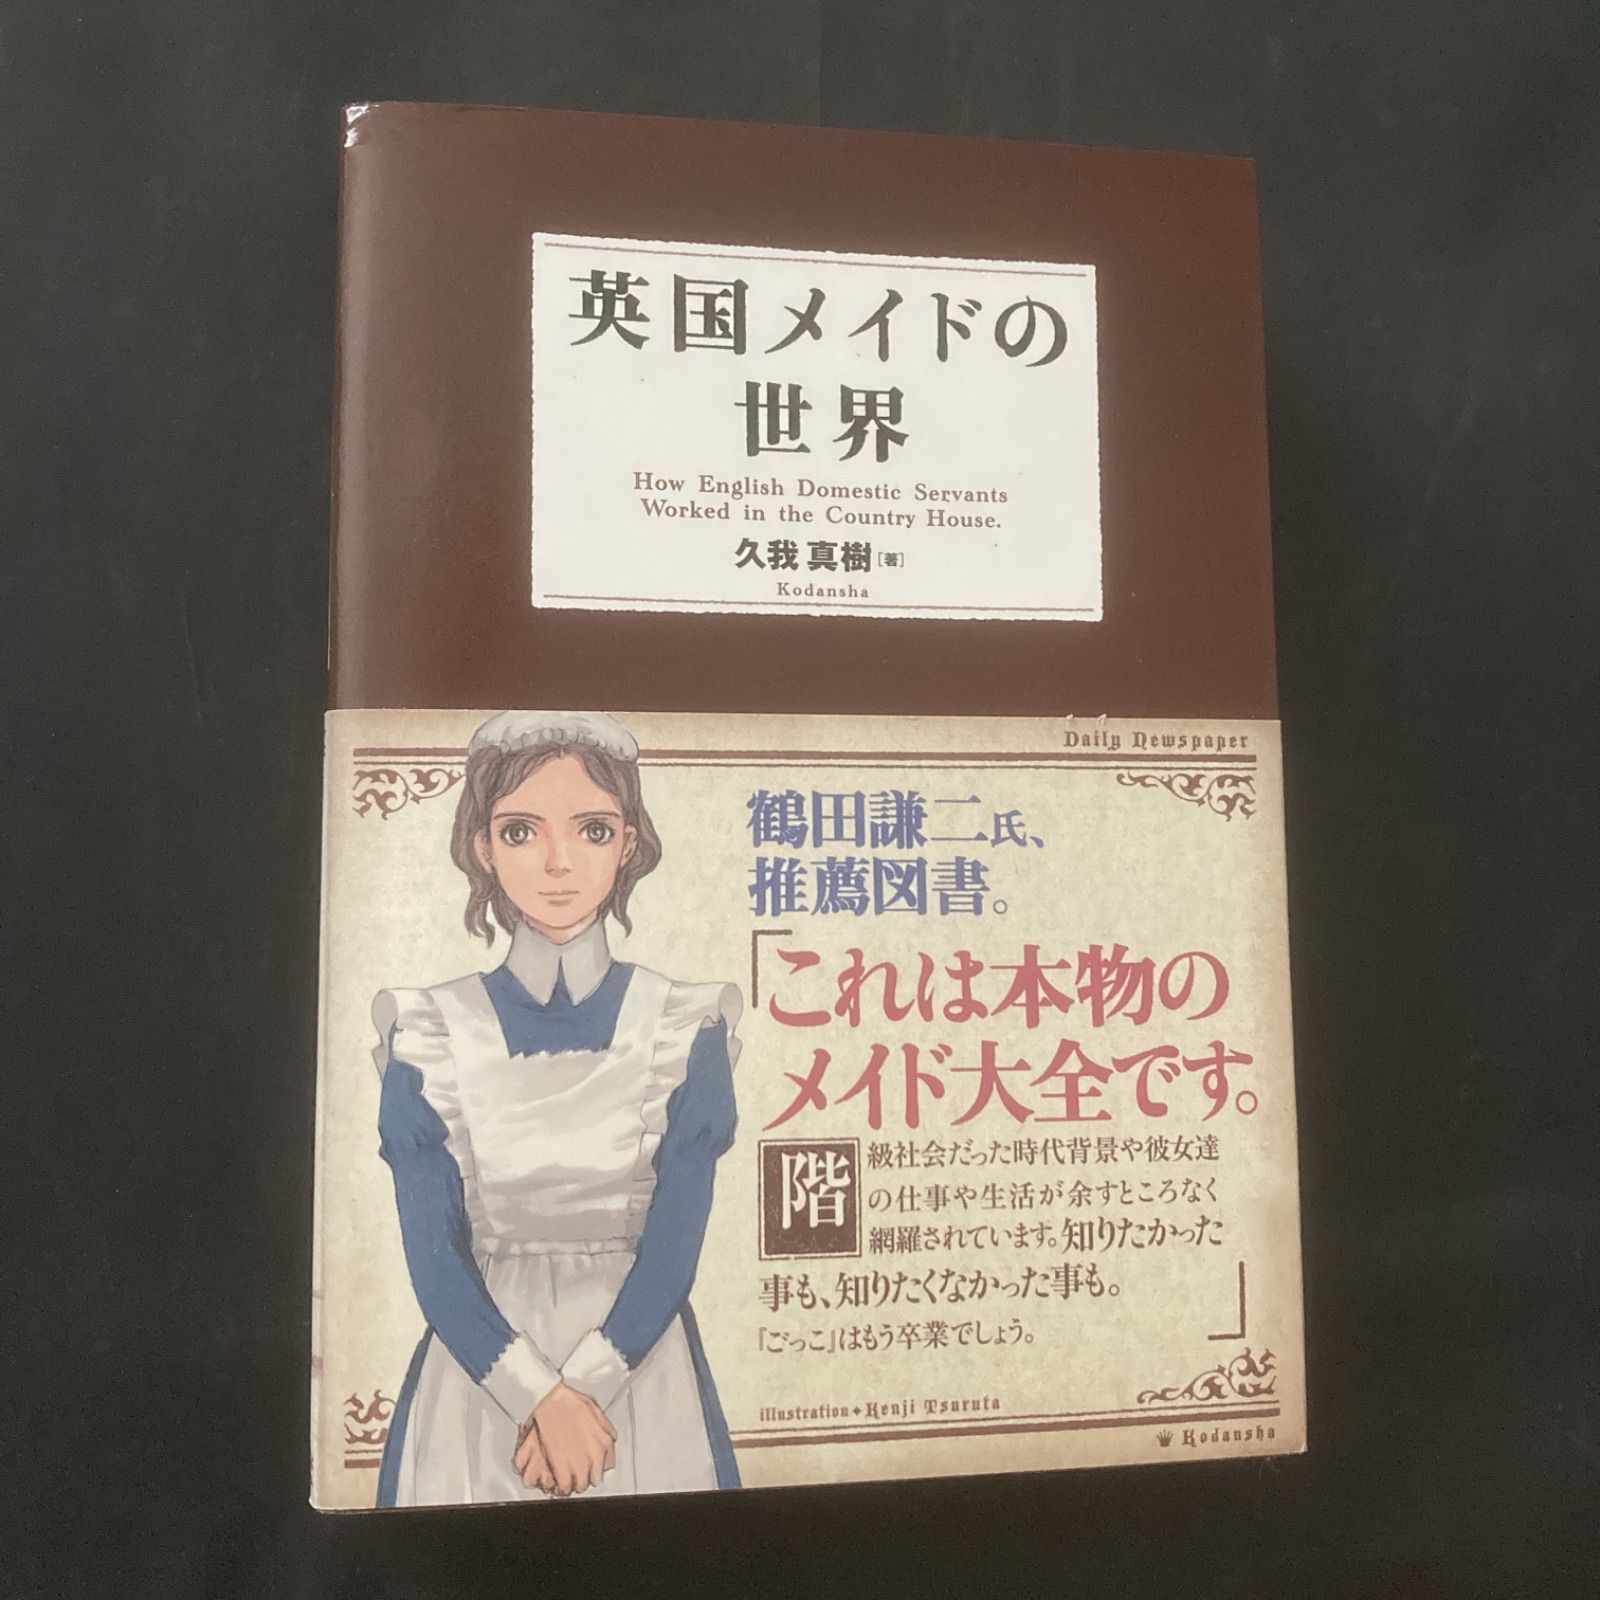 英国メイドの
世界
How English Domestic Servants
Worked in the Country House.
久我 真樹［著］
Kodansha
Daily Newspaper
鶴田謙二氏、
推薦図書。
「これは本物の
メイド大全です。
階級社会だった時代背景や彼女達
の仕事や生活が余すところなく
網羅されています。知りたかった
事も、知りたくなかった事も。
『ごっこ』はもう卒業でしょう。」
illustration◆Kenji Tsuruta
Kodansha